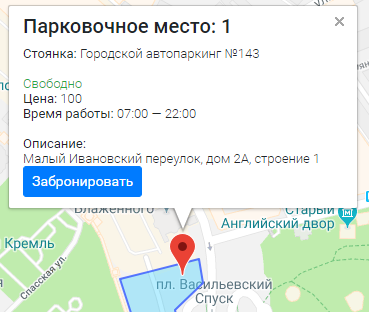 Парковочное место: 1
×
Стоянка: Городской автопаркинг №143
Свободно
Цена: 100
Время работы: 07:00 — 22:00
Описание:
Малый Ивановский переулок, дом 2А, строение 1
Забронировать
Блаженного
Старый
Английский двор
Кремль
Спасская ул.
пл. Васильевский
Спуск